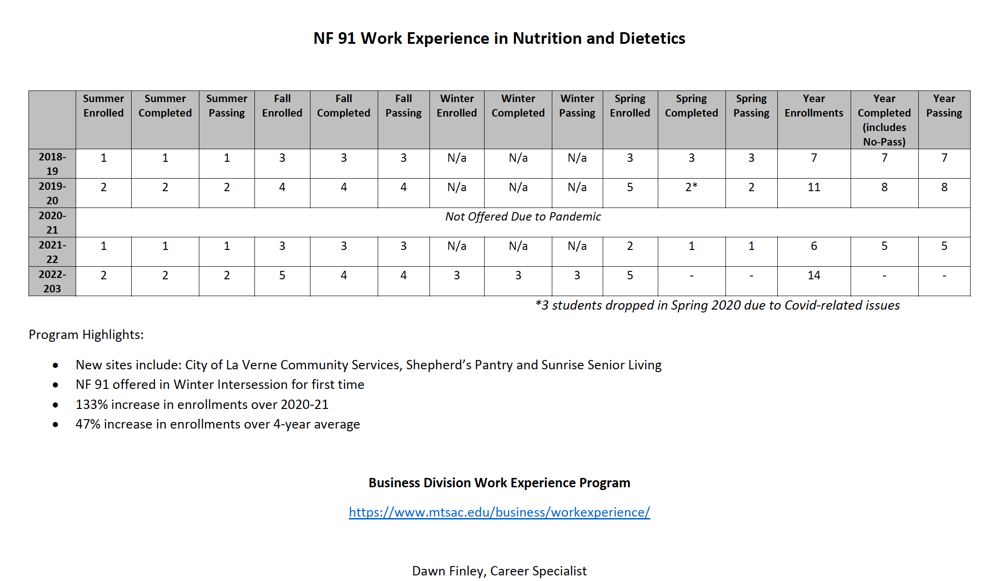 NF 91 Work Experience in Nutrition and Dietetics
Summer Enrolled Summer Completed Summer Passing Fall Enrolled Fall Completed Fall Passing Winter Enrolled Winter Completed Winter Passing Spring Enrolled Spring Completed Spring Passing Year Enrollments Year Completed (includes No-Pass) Year Passing
2018-19 1 1 1 3 3 3 N/a N/a N/a 3 3 3 7 7 7
2019-20 2 2 2 4 4 4 N/a N/a N/a 5 2* 2 11 8 8
2020-21 Not Offered Due to Pandemic
2021-22 1 1 1 3 3 3 N/a N/a N/a 2 1 1 6 5 5
2022-203 2 2 2 5 4 4 3 3 3 5 - - 14 - -
*3 students dropped in Spring 2020 due to Covid-related issues
Program Highlights:
• New sites include: City of La Verne Community Services, Shepherd’s Pantry and Sunrise Senior Living
• NF 91 offered in Winter Intersession for first time
• 133% increase in enrollments over 2020-21
• 47% increase in enrollments over 4-year average
Business Division Work Experience Program
https://www.mtsac.edu/business/workexperience/
Dawn Finley, Career Specialist